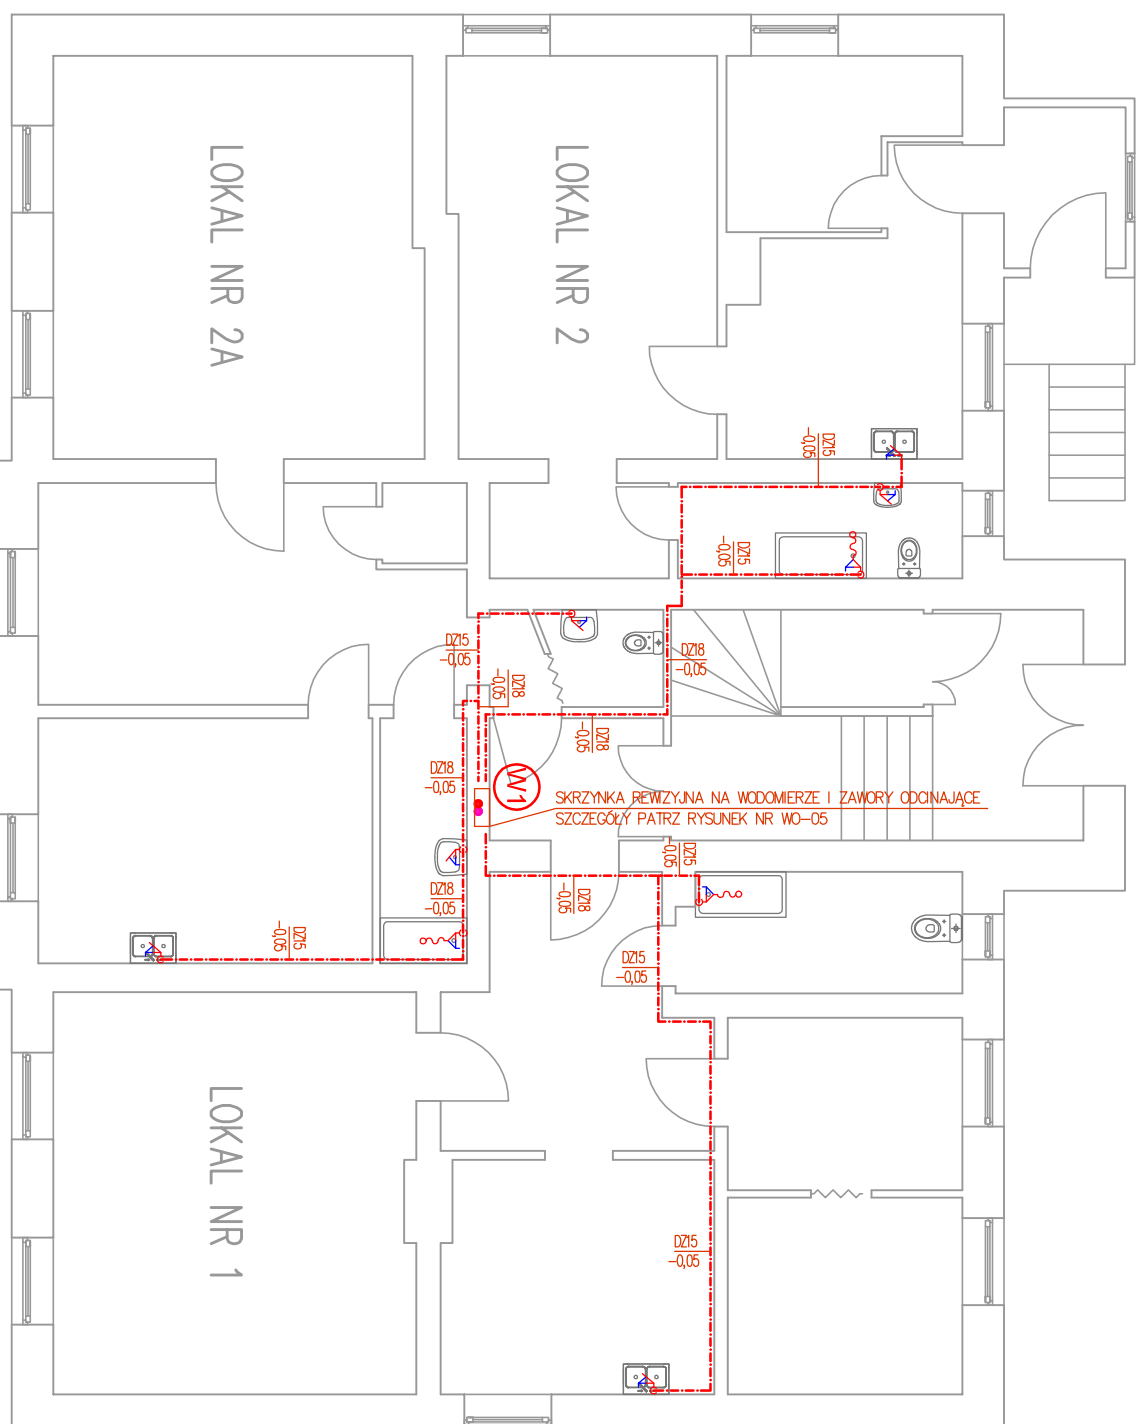 LOKAL NR 2A
LOKAL NR 2
DZ15
-0,05
DZ15
-0,05
DZ15
-0,05
DZ18
-0,05
DZ18
-0,05
DZ18
-0,05
DZ18
-0,05
W1
SKRZYNKA REWIZYJNA NA WODOMIERZE I ZAWORY ODCINAJĄCE
SZCZEGÓŁY PATRZ RYSUNEK NR WO-05
DZ15
-0,05
DZ18
-0,05
DZ18
-0,05
DZ15
-0,05
DZ15
-0,05
LOKAL NR 1
DZ15
-0,05